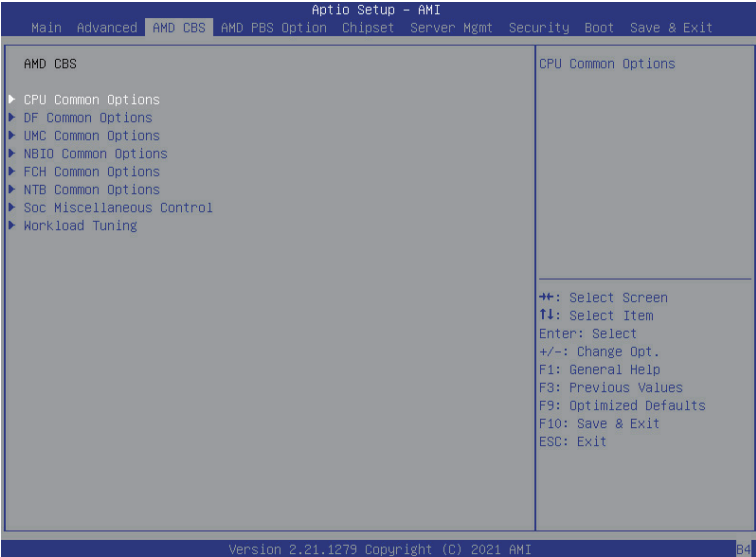 Aptio Setup – AMI
Main Advanced AMD CBS AMD PBS Option Chipset Server Mgmt Security Boot Save & Exit
AMD CBS
CPU Common Options
DF Common Options
UMC Common Options
NBIO Common Options
FCH Common Options
NTB Common Options
Soc Miscellaneous Control
Workload Tuning
CPU Common Options
→←: Select Screen
↑↓: Select Item
Enter: Select
+/-: Change Opt.
F1: General Help
F3: Previous Values
F9: Optimized Defaults
F10: Save & Exit
ESC: Exit
Version 2.21.1279 Copyright (C) 2021 AMI
B4